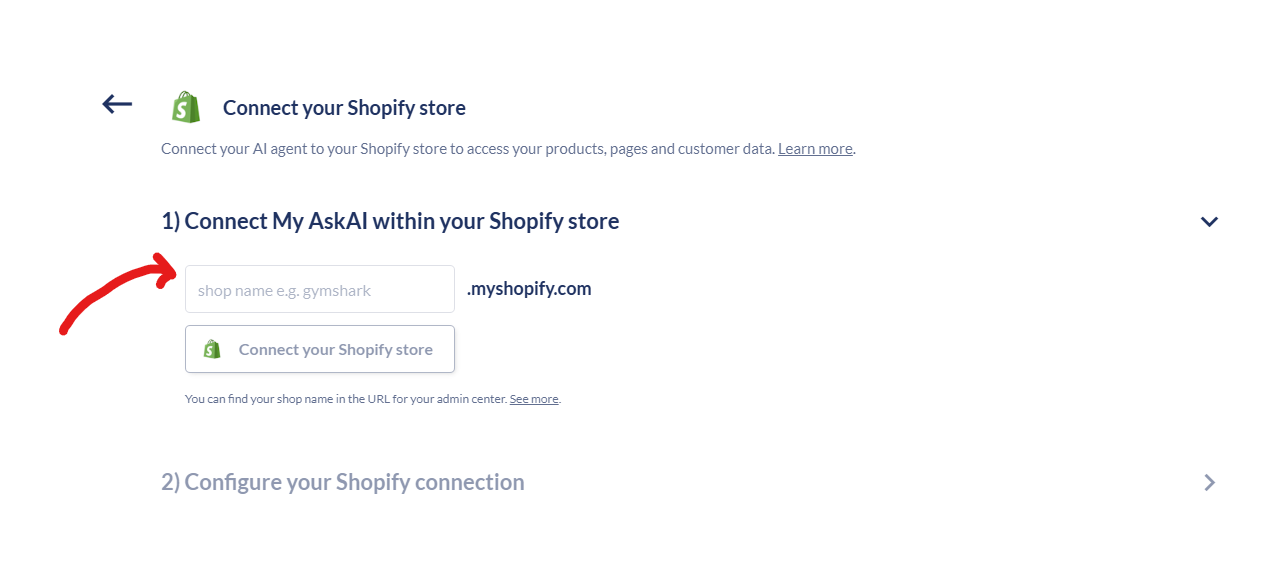 Connect your Shopify store
Connect your AI agent to your Shopify store to access your products, pages and customer data. Learn more.
1) Connect My AskAI within your Shopify store
shop name e.g. gymshark
.myshopify.com
Connect your Shopify store
You can find your shop name in the URL for your admin center. See more.
2) Configure your Shopify connection